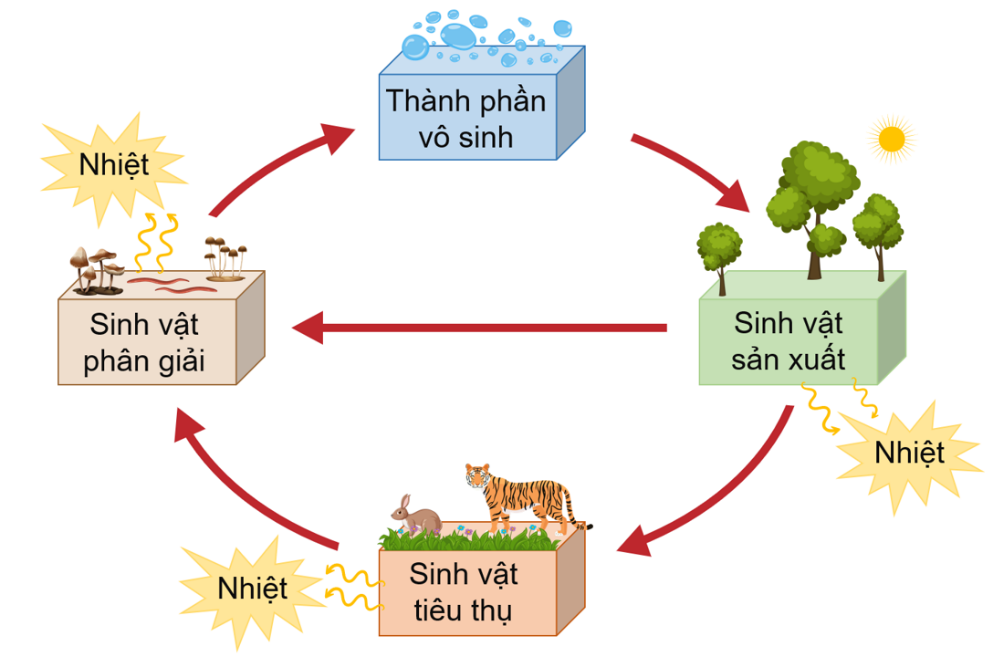 Thành phần
vô sinh
Nhiệt
Sinh vật
phân giải
Sinh vật
sản xuất
Nhiệt
Sinh vật
tiêu thụ
Nhiệt